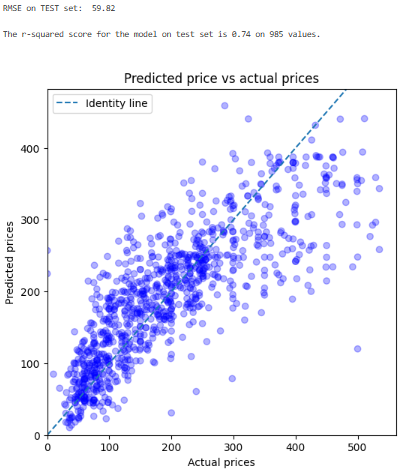 RMSE on TEST set:  59.82
The r-squared score for the model on test set is 0.74 on 985 values.
Predicted price vs actual prices
Identity line
400
300
200
100
0
Predicted prices
0 100 200 300 400 500
Actual prices